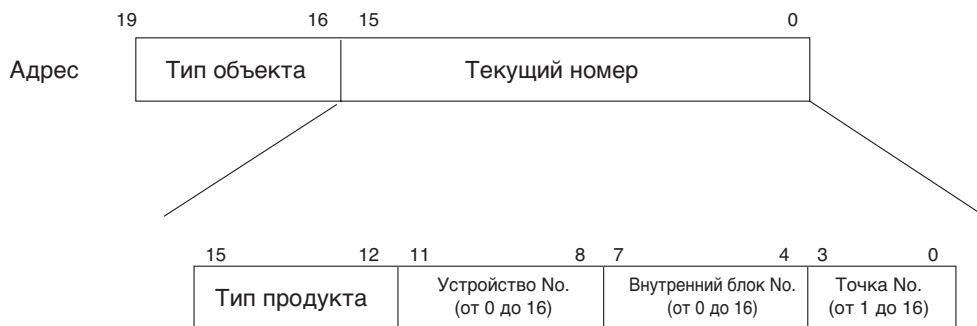 19 16 15 0
Адрес Тип объекта Текущий номер
15 12 11 8 7 4 3 0
Тип продукта
Устройство No.
(от 0 до 16)
Внутренний блок No.
(от 0 до 16)
Точка No.
(от 1 до 16)